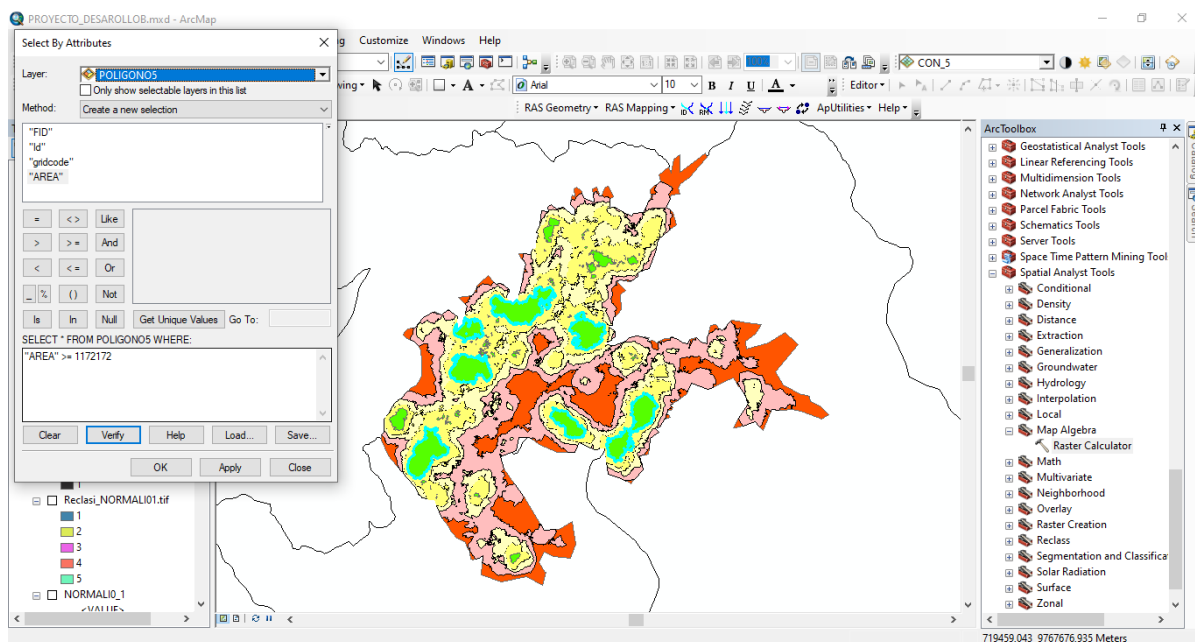 PROYECTO_DESAROLLOB.mxd - ArcMap
Select By Attributes
Customize Windows Help
Layer: POLIGONO5
Only show selectable layers in this list
Method: Create a new selection
"FID"
"Id"
"gridcode"
"AREA"
= < > Like
> > = And
< < = Or
_ % ( ) Not
Is In Null Get Unique Values Go To:
SELECT * FROM POLIGONO5 WHERE:
"AREA" >= 1172172
Clear Verify Help Load... Save...
OK Apply Close
1
Reclasi_NORMALI01.tif
1
2
3
4
5
NORMALI0_1
<VALUE>
100%
CON_5
Arial 10 B I U A
Editor
RAS Geometry RAS Mapping ApUtilities Help
ArcToolbox
Geostatistical Analyst Tools
Linear Referencing Tools
Multidimension Tools
Network Analyst Tools
Parcel Fabric Tools
Schematics Tools
Server Tools
Space Time Pattern Mining Tool
Spatial Analyst Tools
Conditional
Density
Distance
Extraction
Generalization
Groundwater
Hydrology
Interpolation
Local
Map Algebra
Raster Calculator
Math
Multivariate
Neighborhood
Overlay
Raster Creation
Reclass
Segmentation and Classifica
Solar Radiation
Surface
Zonal
Catalog
719459.043 9767676.935 Meters